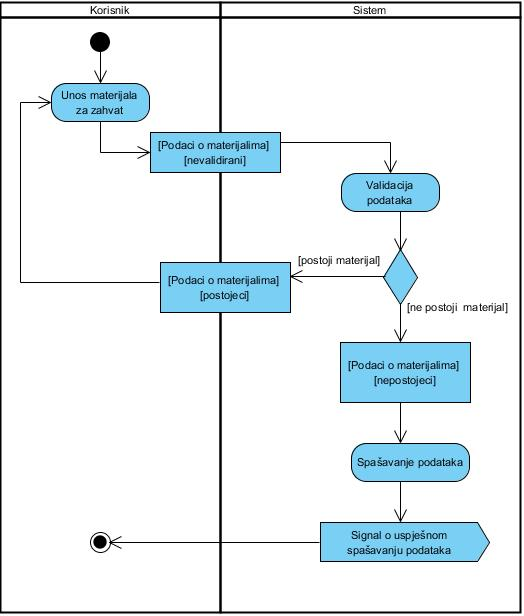 Korisnik
Sistem
Unos materijala
za zahvat
[Podaci o materijalima]
[nevalidirani]
Validacija
podataka
[postoji materijal]
[Podaci o materijalima]
[postojeci]
[ne postoji  materijal]
[Podaci o materijalima]
[nepostojeci]
Spašavanje podataka
Signal o uspješnom
spašavanju podataka